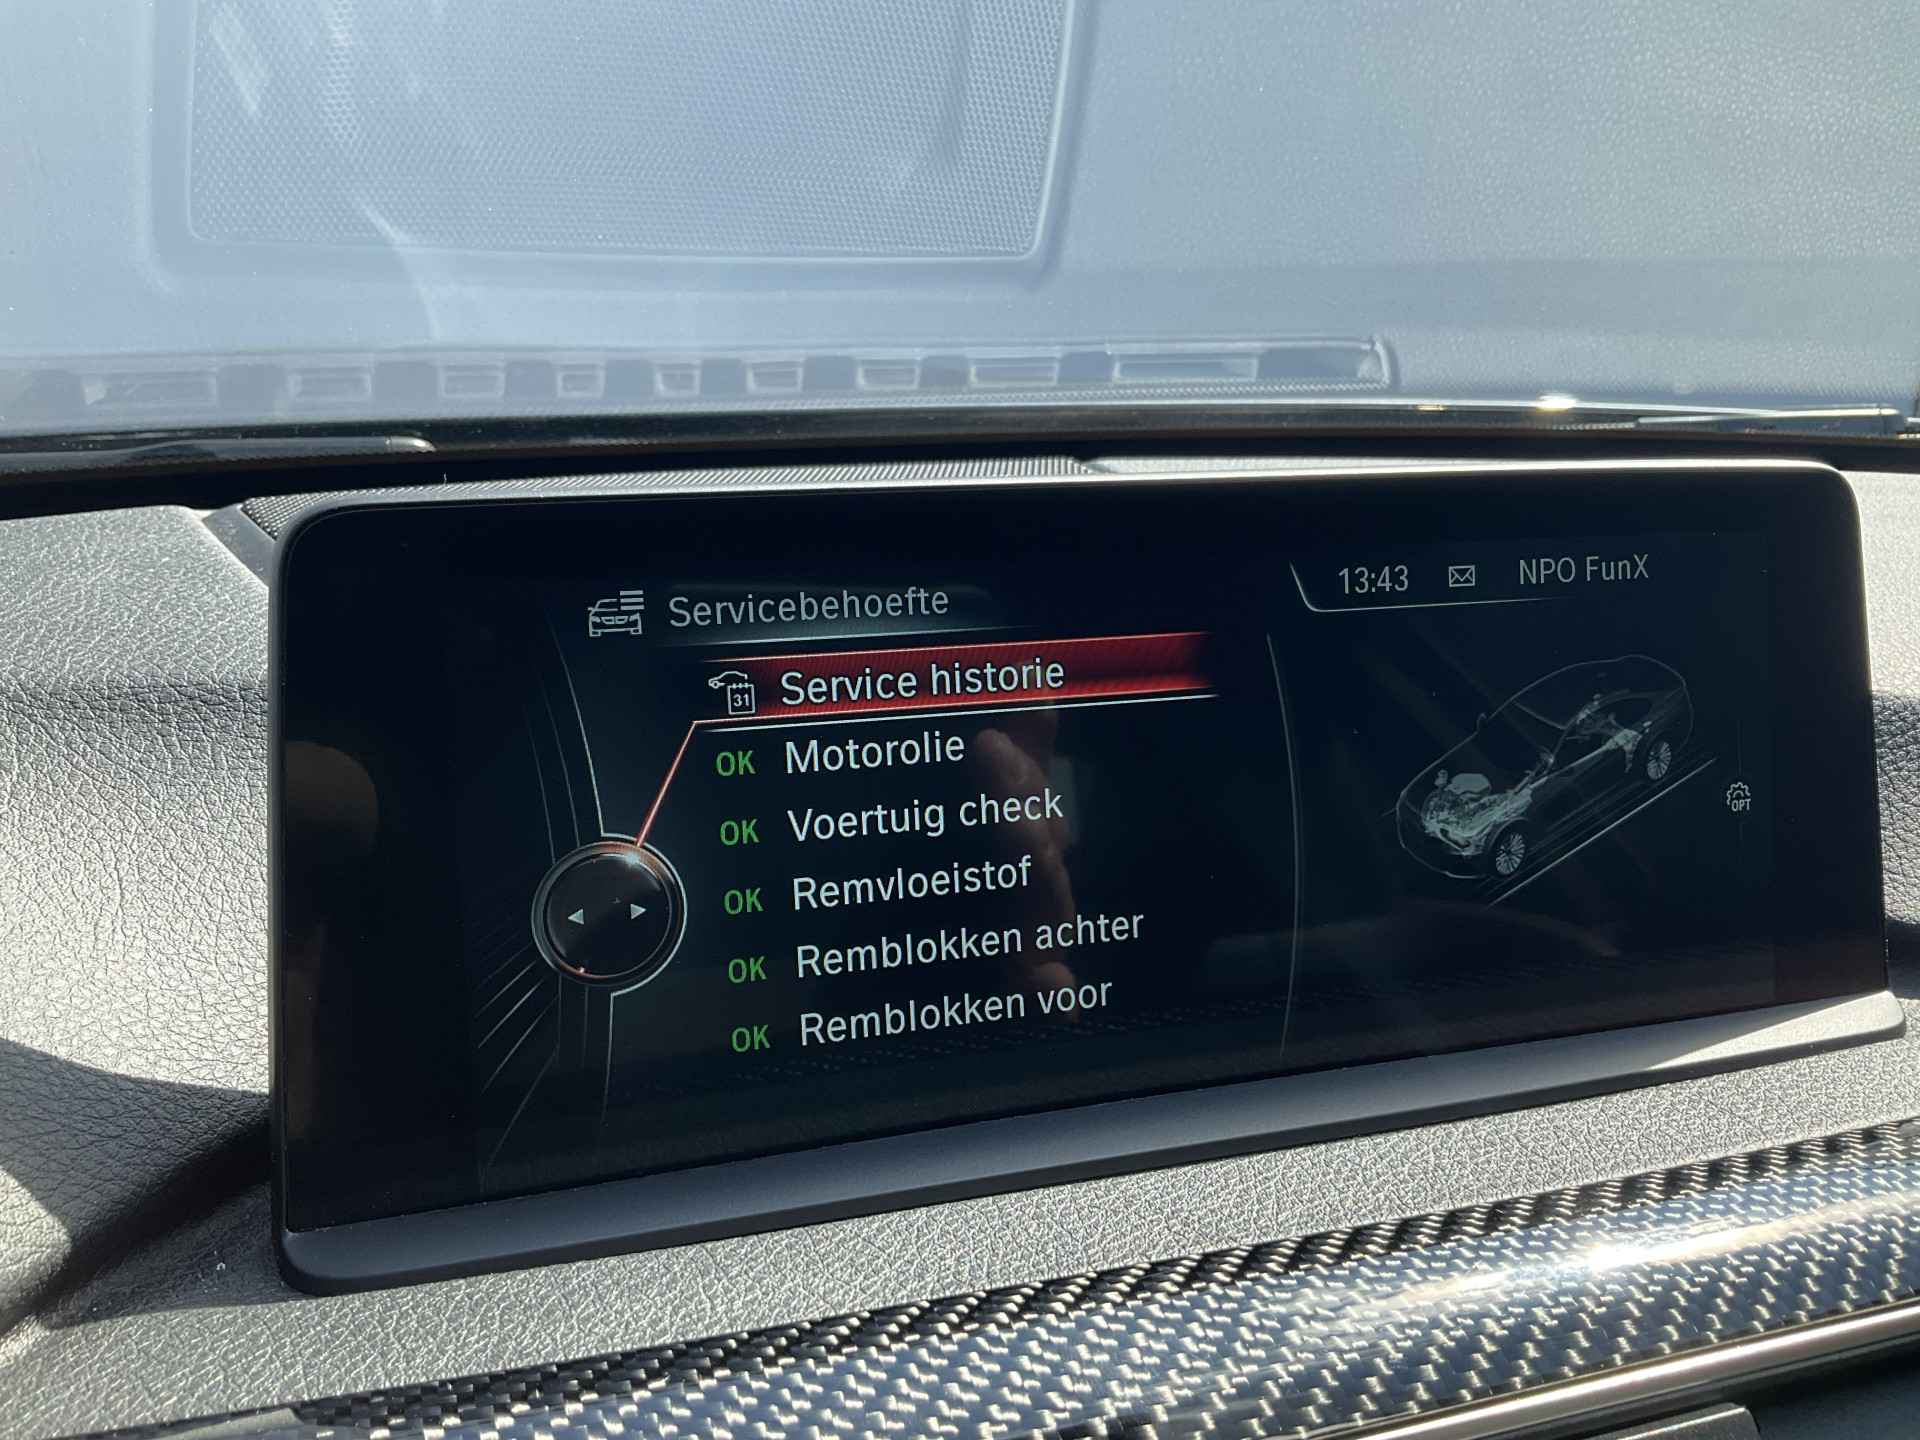 Servicebehoefte
13:43 NPO FunX
31 Service historie
OK Motorolie
OK Voertuig check
OK Remvloeistof
OK Remblokken achter
OK Remblokken voor
OPT